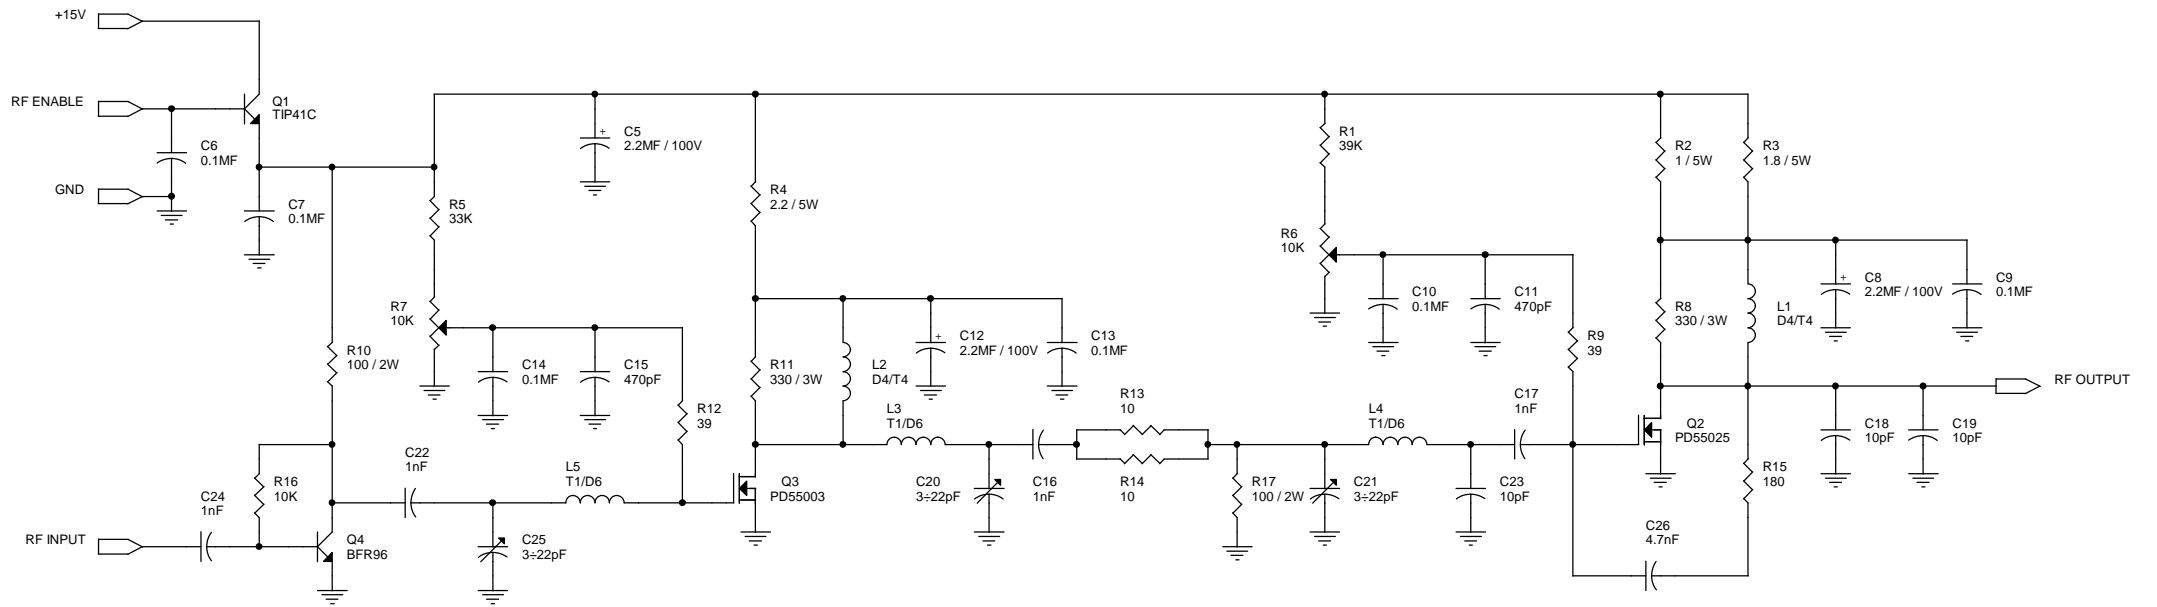 +15V
RF ENABLE
Q1
TIP41C
C6
0.1MF
GND
C7
0.1MF
C5
+
2.2MF / 100V
R5
33K
R4
2.2 / 5W
R1
39K
R2
1 / 5W
R3
1.8 / 5W
R6
10K
R7
10K
C10
0.1MF
C11
470pF
R8
330 / 3W
L1
D4/T4
C8
+
2.2MF / 100V
C9
0.1MF
R10
100 / 2W
C14
0.1MF
C15
470pF
R11
330 / 3W
L2
D4/T4
C12
+
2.2MF / 100V
C13
0.1MF
R9
39
RF OUTPUT
R12
39
L3
T1/D6
R13
10
L4
T1/D6
C17
1nF
Q2
PD55025
C18
10pF
C19
10pF
C22
1nF
L5
T1/D6
R16
10K
C24
1nF
Q3
PD55003
C20
3÷22pF
C16
1nF
R14
10
R17
100 / 2W
C21
3÷22pF
C23
10pF
R15
180
RF INPUT
Q4
BFR96
C25
3÷22pF
C26
4.7nF